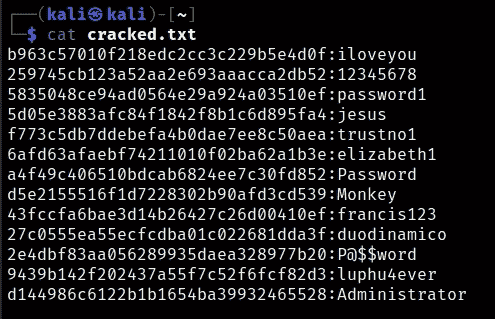 ┌──(kali㉿kali)-[~]
└─$ cat cracked.txt
b963c57010f218edc2cc3c229b5e4d0f:iloveyou
259745cb123a52aa2e693aaacca2db52:12345678
5835048ce94ad0564e29a924a03510ef:password1
5d05e3883afc84f1842f8b1c6d895fa4:jesus
f773c5db7ddebefa4b0dae7ee8c50aea:trustno1
6afd63afaebf74211010f02ba62a1b3e:elizabeth1
a4f49c406510bdcab6824ee7c30fd852:Password
d5e2155516f1d7228302b90afd3cd539:Monkey
43fccfa6bae3d14b26427c26d00410ef:francis123
27c0555ea55ecfcdba01c022681dda3f:duodinamico
2e4dbf83aa056289935daea328977b20:P@$$word
9439b142f202437a55f7c52f6fcf82d3:luphu4ever
d144986c6122b1b1654ba39932465528:Administrator